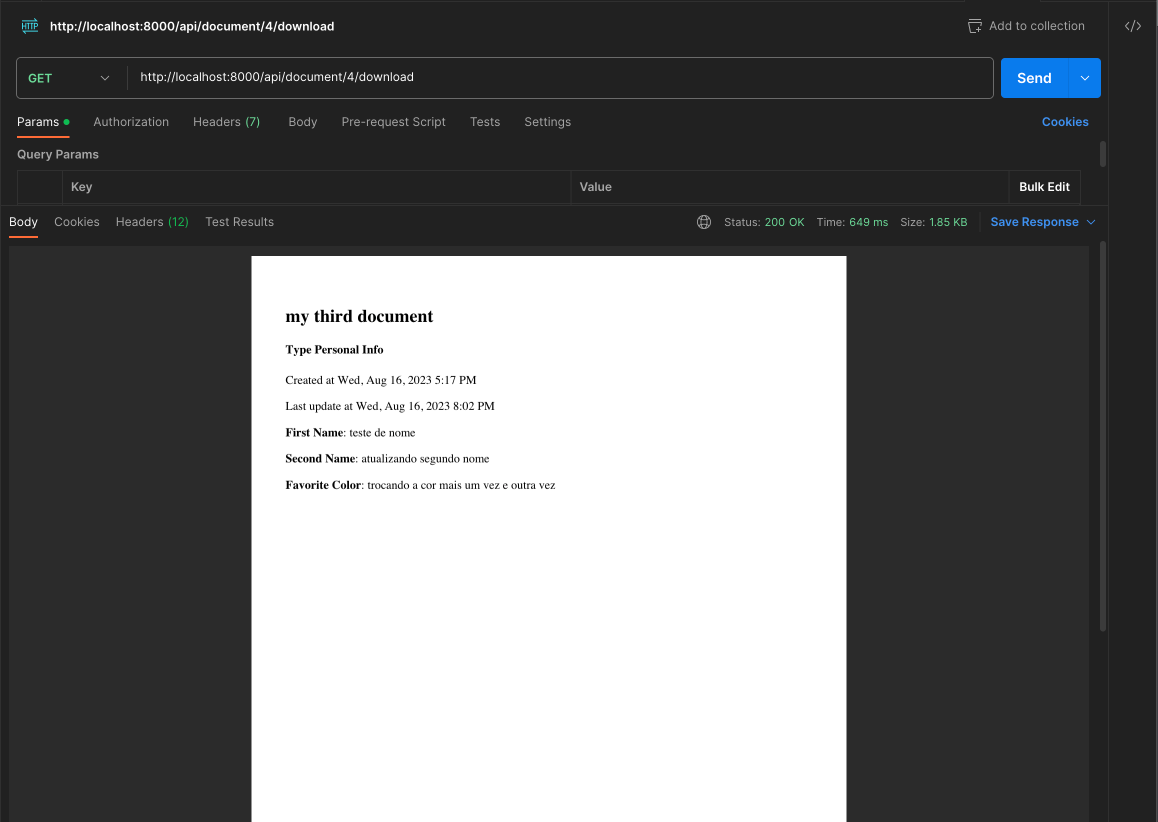 HTTP http://localhost:8000/api/document/4/download Add to collection </>
GET http://localhost:8000/api/document/4/download Send
Params Authorization Headers (7) Body Pre-request Script Tests Settings Cookies
Query Params
Key Value Bulk Edit
Body Cookies Headers (12) Test Results Status: 200 OK Time: 649 ms Size: 1.85 KB Save Response
my third document
Type Personal Info
Created at Wed, Aug 16, 2023 5:17 PM
Last update at Wed, Aug 16, 2023 8:02 PM
First Name: teste de nome
Second Name: atualizando segundo nome
Favorite Color: trocando a cor mais um vez e outra vez